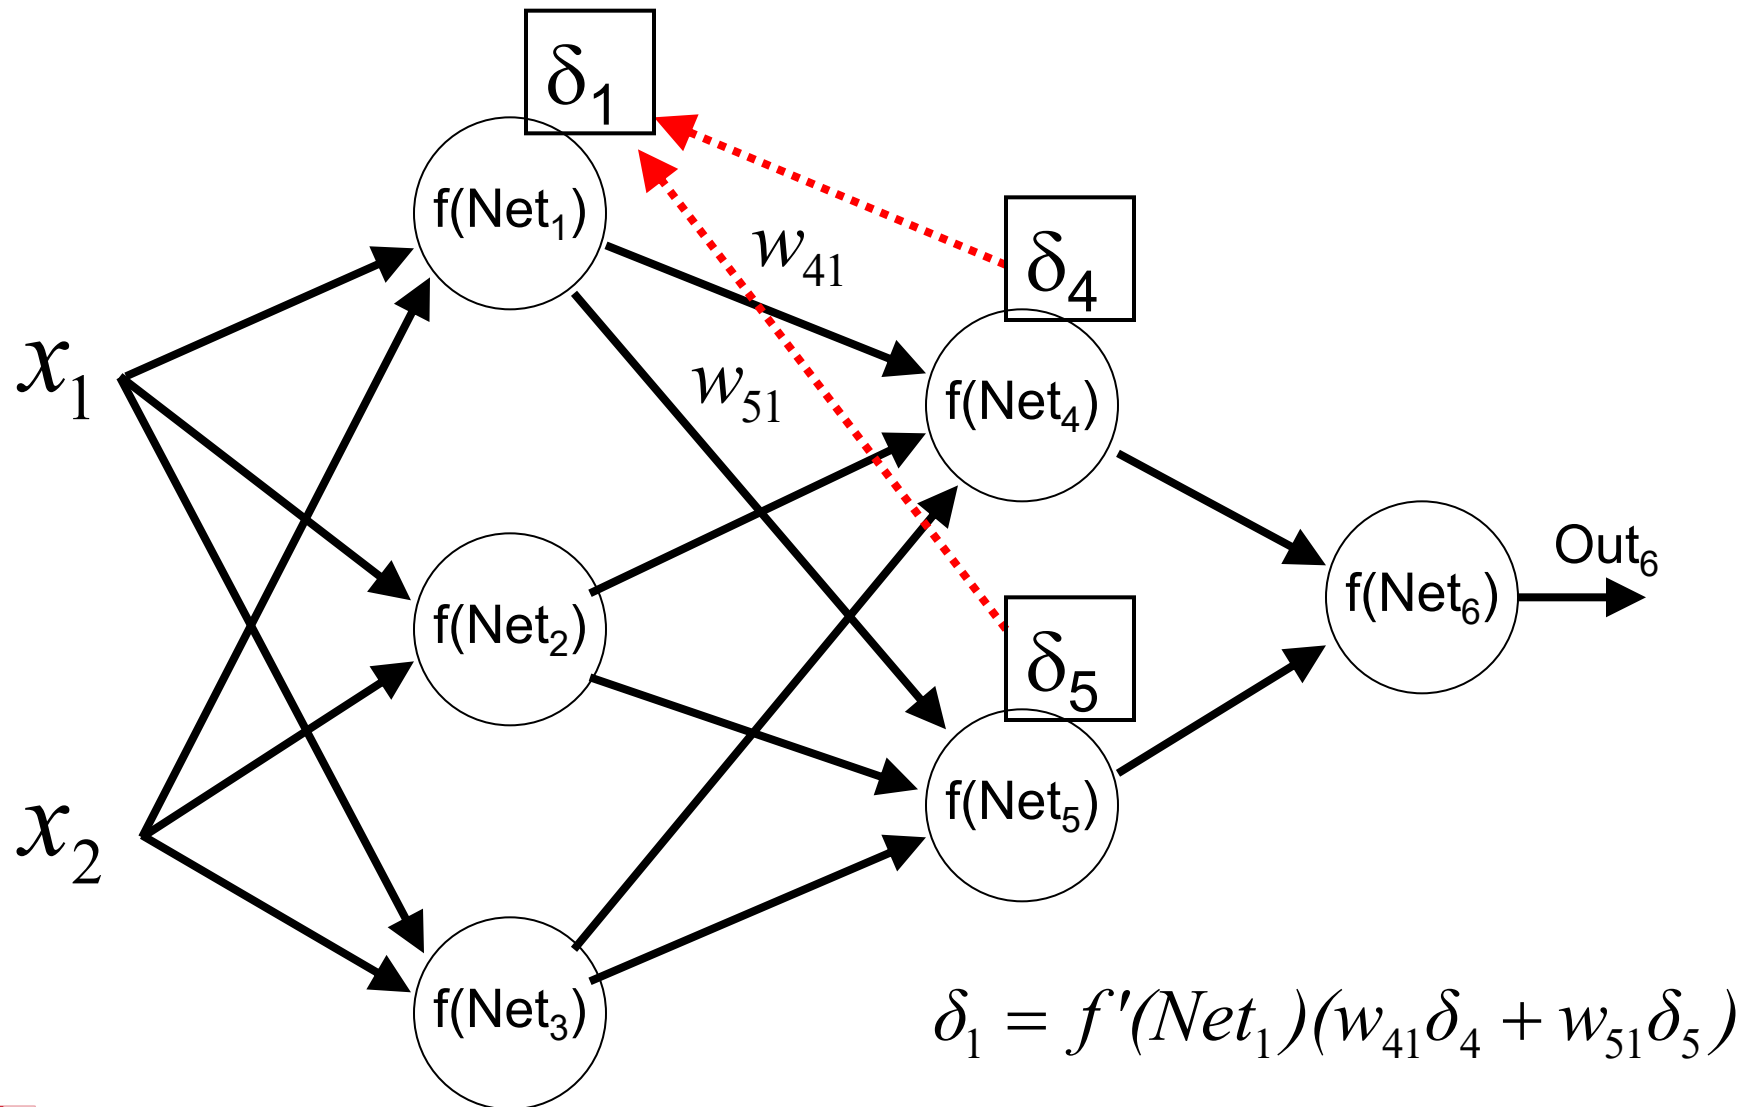 δ₁
f(Net₁)
w₄₁
δ₄
x₁
w₅₁
f(Net₄)
Out₆
f(Net₆)
f(Net₂)
δ₅
x₂
f(Net₅)
f(Net₃)
δ₁ = f'(Net₁)(w₄₁δ₄ + w₅₁δ₅)